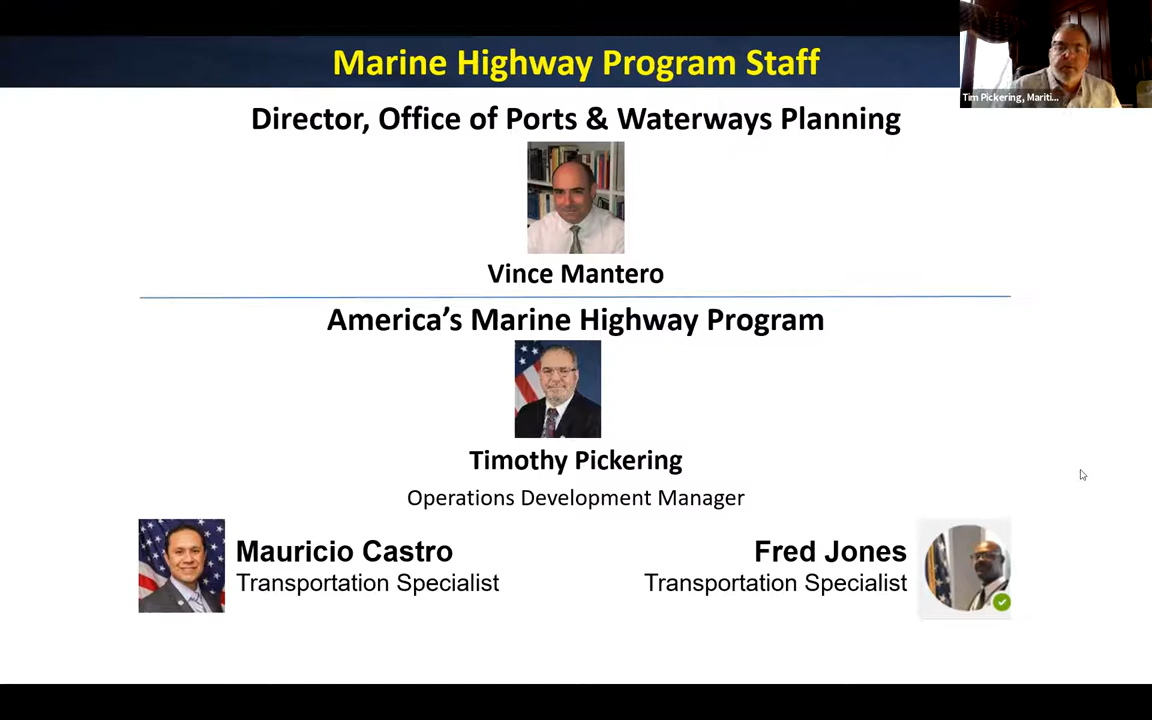 Marine Highway Program Staff
Tim Pickering, Mariti...
Director, Office of Ports & Waterways Planning
Vince Mantero
America's Marine Highway Program
Timothy Pickering
Operations Development Manager
Mauricio Castro
Transportation Specialist
Fred Jones
Transportation Specialist